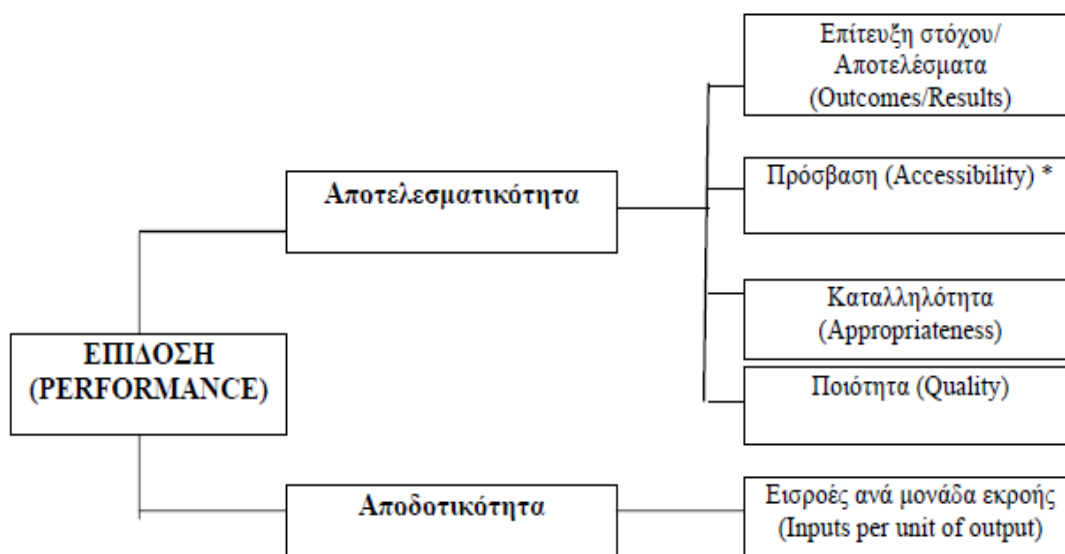 Επίτευξη στόχου/
Αποτελέσματα
(Outcomes/Results)
Αποτελεσματικότητα
Πρόσβαση (Accessibility) *
Καταλληλότητα
(Appropriateness)
ΕΠΙΔΟΣΗ
(PERFORMANCE)
Ποιότητα (Quality)
Αποδοτικότητα
Εισροές ανά μονάδα εκροής
(Inputs per unit of output)